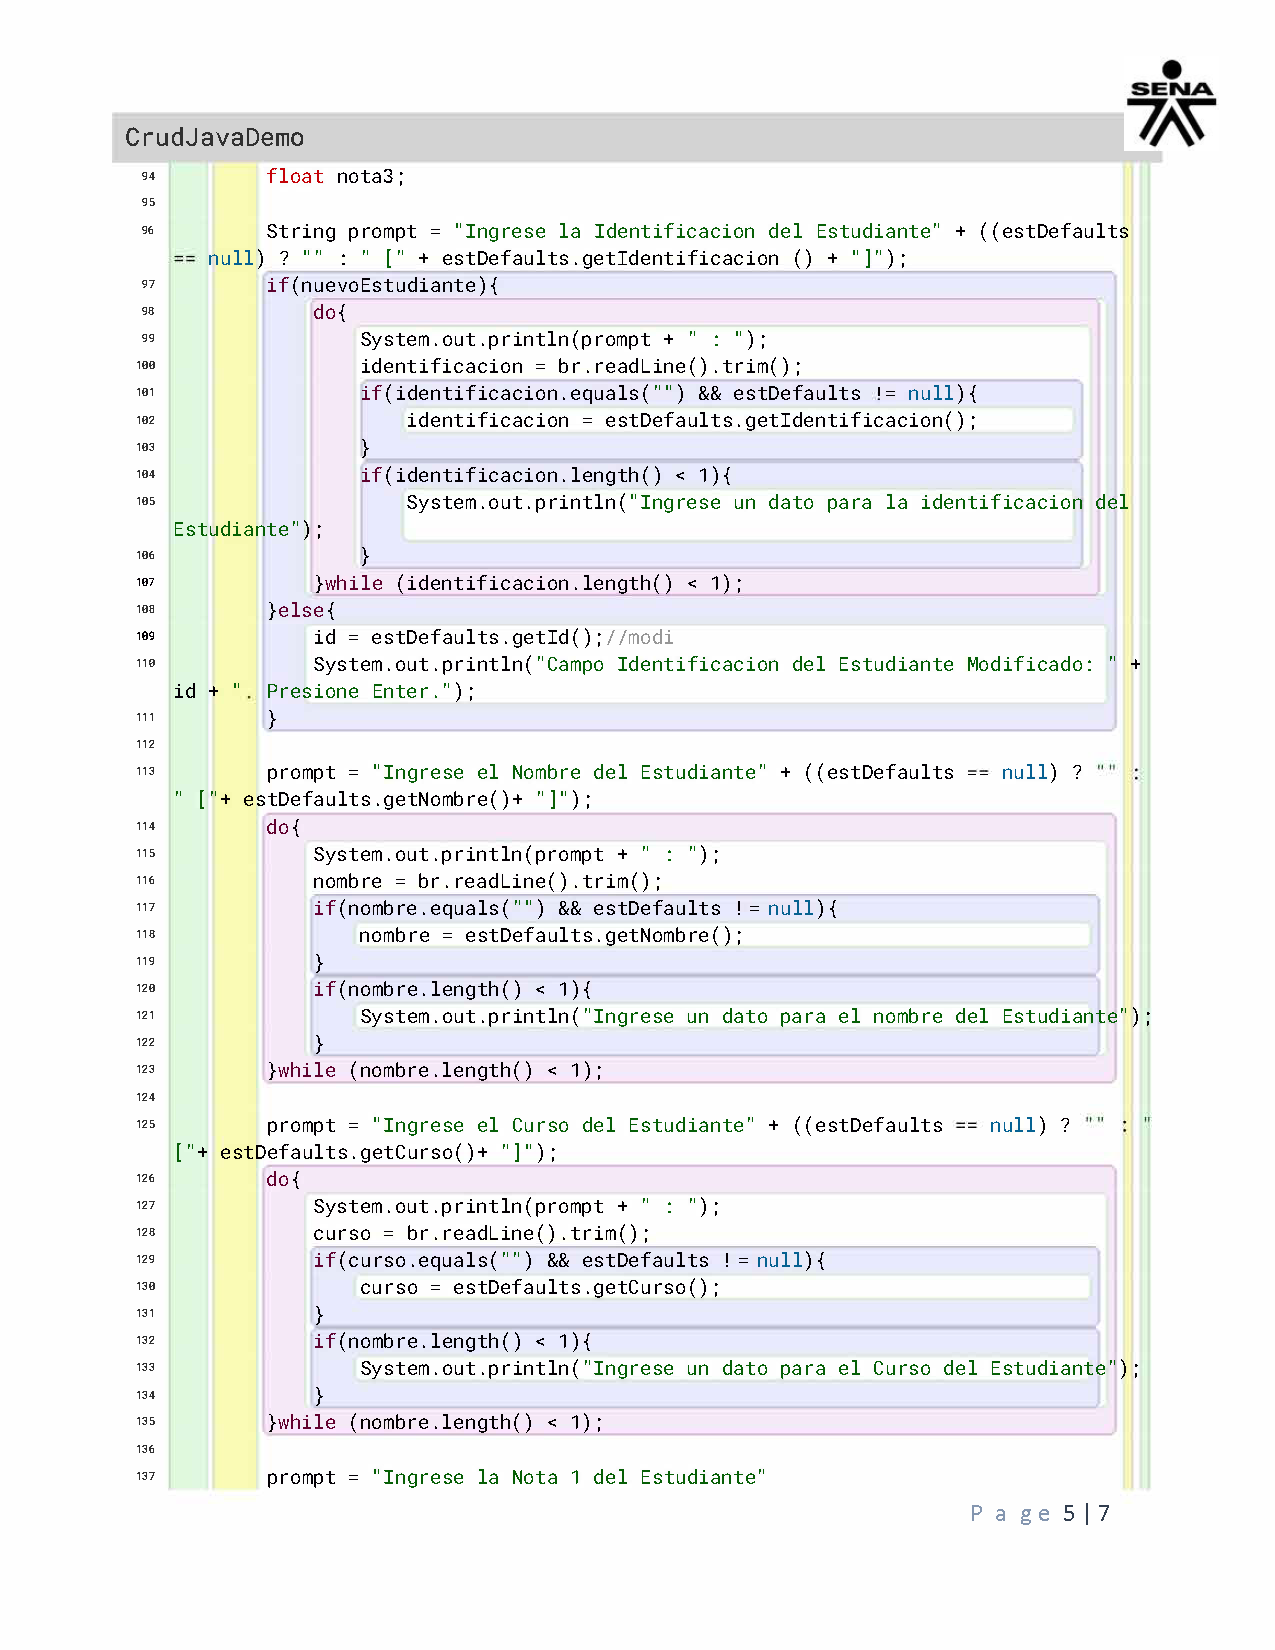 SENA
CrudJavaDemo
94 float nota3;
95
96 String prompt = "Ingrese la Identificacion del Estudiante" + ((estDefaults
== null) ? "" : " [" + estDefaults.getIdentificacion () + "]");
97 if(nuevoEstudiante){
98 do{
99 System.out.println(prompt + " : ");
100 identificacion = br.readLine().trim();
101 if(identificacion.equals("") && estDefaults != null){
102 identificacion = estDefaults.getIdentificacion();
103 }
104 if(identificacion.length() < 1){
105 System.out.println("Ingrese un dato para la identificacion del
Estudiante");
106 }
107 }while (identificacion.length() < 1);
108 }else{
109 id = estDefaults.getId();//modi
110 System.out.println("Campo Identificacion del Estudiante Modificado: " +
id + ". Presione Enter.");
111 }
112
113 prompt = "Ingrese el Nombre del Estudiante" + ((estDefaults == null) ? "" :
" ["+ estDefaults.getNombre()+ "]");
114 do{
115 System.out.println(prompt + " : ");
116 nombre = br.readLine().trim();
117 if(nombre.equals("") && estDefaults != null){
118 nombre = estDefaults.getNombre();
119 }
120 if(nombre.length() < 1){
121 System.out.println("Ingrese un dato para el nombre del Estudiante");
122 }
123 }while (nombre.length() < 1);
124
125 prompt = "Ingrese el Curso del Estudiante" + ((estDefaults == null) ? "" : "
["+ estDefaults.getCurso()+ "]");
126 do{
127 System.out.println(prompt + " : ");
128 curso = br.readLine().trim();
129 if(curso.equals("") && estDefaults != null){
130 curso = estDefaults.getCurso();
131 }
132 if(nombre.length() < 1){
133 System.out.println("Ingrese un dato para el Curso del Estudiante");
134 }
135 }while (nombre.length() < 1);
136
137 prompt = "Ingrese la Nota 1 del Estudiante"
P a g e 5 | 7